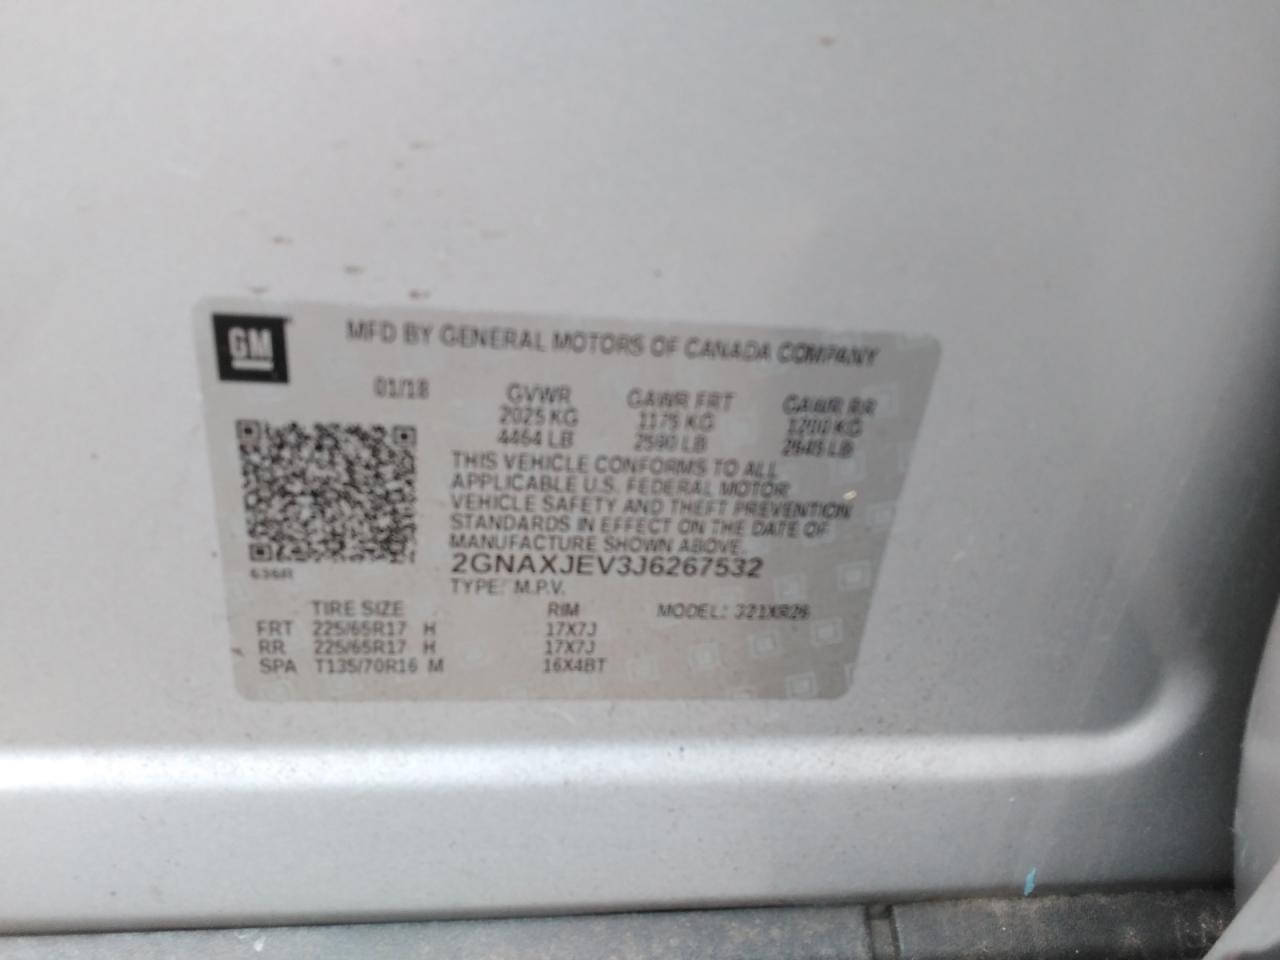 GM
MFD BY GENERAL MOTORS OF CANADA COMPANY
01/18 GVWR GAWR FRT GAWR RR
2025 KG 1175 KG 1200 KG
4464 LB 2590 LB 2645 LB
THIS VEHICLE CONFORMS TO ALL
APPLICABLE U.S. FEDERAL MOTOR
VEHICLE SAFETY AND THEFT PREVENTION
STANDARDS IN EFFECT ON THE DATE OF
MANUFACTURE SHOWN ABOVE.
2GNAXJEV3J6267532
636R
TYPE: M.P.V.
TIRE SIZE RIM MODEL: 321XR26
FRT 225/65R17 H 17X7J
RR 225/65R17 H 17X7J
SPA T135/70R16 M 16X4BT